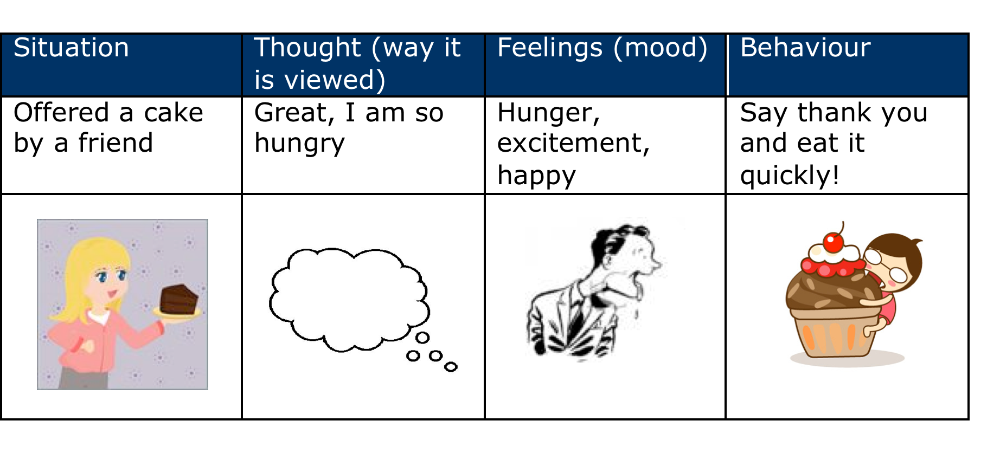 Situation
Thought (way it
is viewed)
Feelings (mood)
Behaviour
Offered a cake
by a friend
Great, I am so
hungry
Hunger,
excitement,
happy
Say thank you
and eat it
quickly!